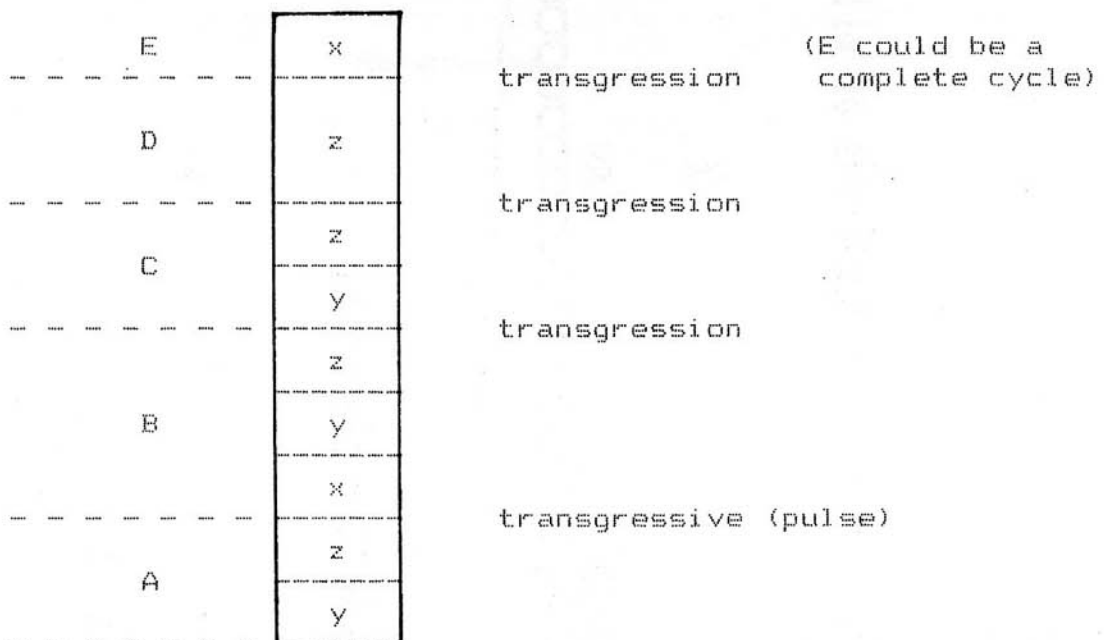 E x (E could be a
transgression complete cycle)
D z
transgression
z
C
y
transgression
z
B y
x
transgressive (pulse)
z
A
y